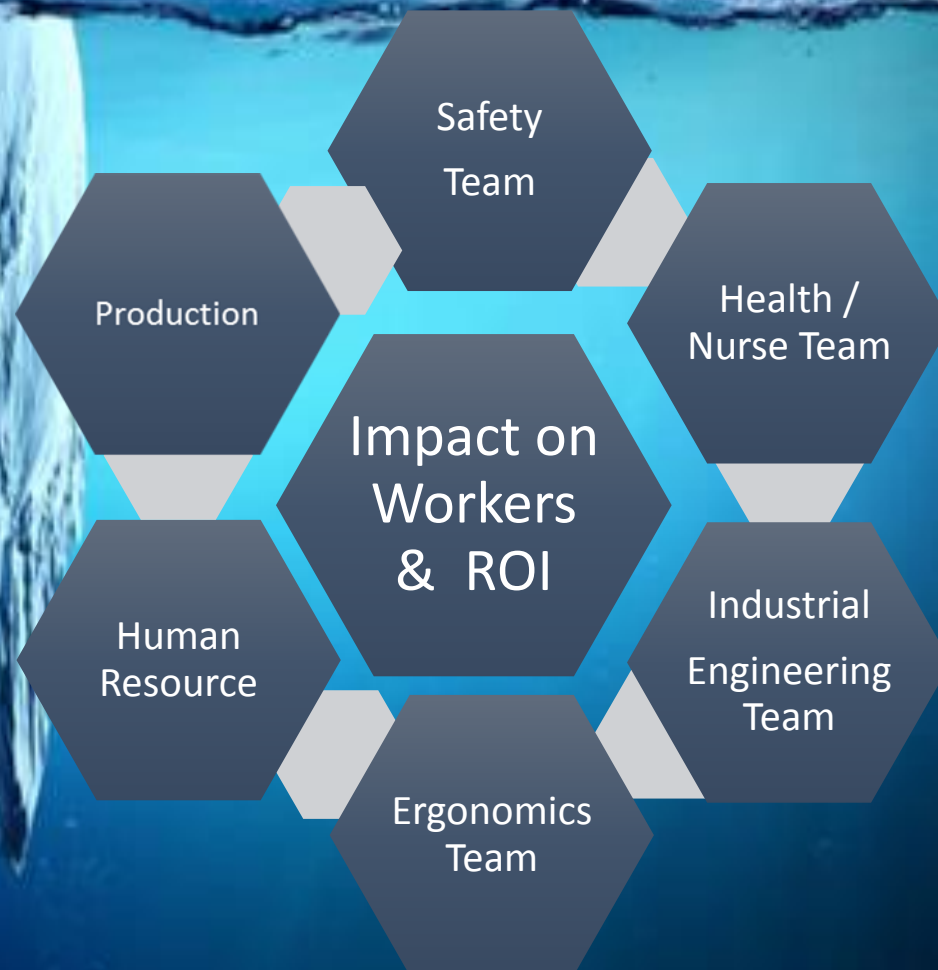 Safety
Team
Production
Health /
Nurse Team
Impact on
Workers
& ROI
Human
Resource
Industrial
Engineering
Team
Ergonomics
Team